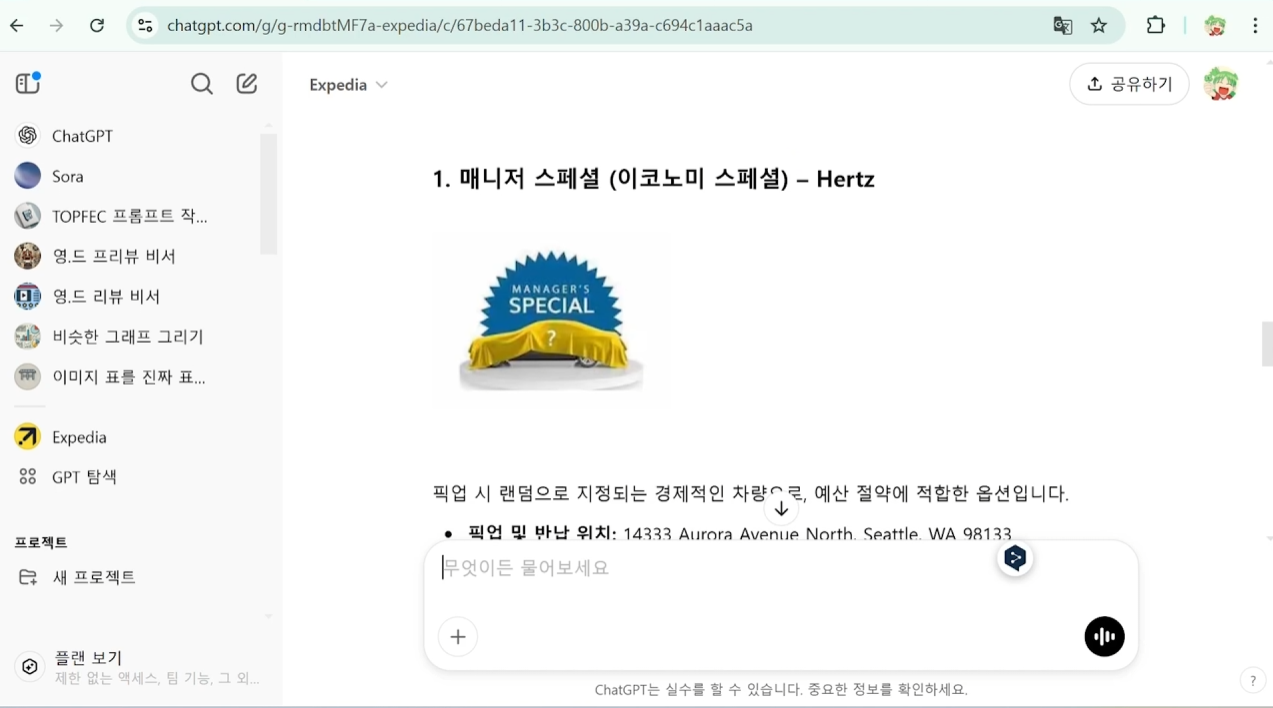 chatgpt.com/g/g-rmdbtMF7a-expedia/c/67beda11-3b3c-800b-a39a-c694c1aaac5a
Expedia
공유하기
ChatGPT
Sora
TOPFEC 프롬프트 작...
영.드 프리뷰 비서
영.드 리뷰 비서
비슷한 그래프 그리기
이미지 표를 진짜 표...
Expedia
GPT 탐색
프로젝트
새 프로젝트
플랜 보기
제한 없는 액세스, 팀 기능, 그 외...
1. 매니저 스페셜 (이코노미 스페셜) – Hertz
MANAGER'S
SPECIAL
?
픽업 시 랜덤으로 지정되는 경제적인 차량으로, 예산 절약에 적합한 옵션입니다.
• 픽업 및 반납 위치: 14333 Aurora Avenue North, Seattle, WA 98133
무엇이든 물어보세요
ChatGPT는 실수를 할 수 있습니다. 중요한 정보를 확인하세요.
?